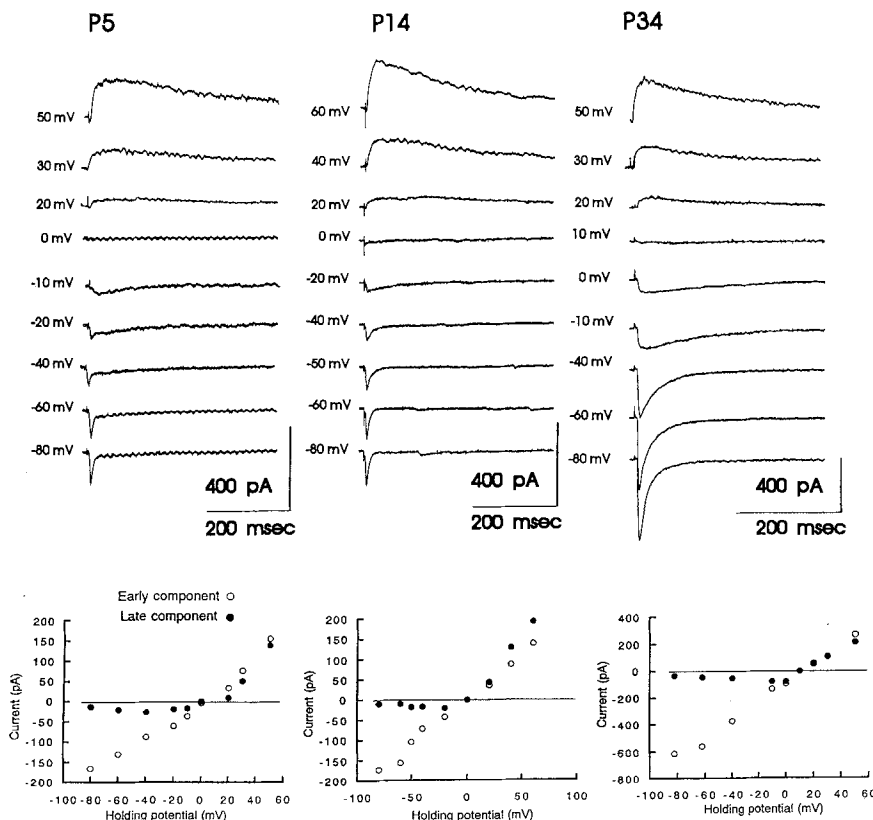 P5
50 mV
30 mV
20 mV
0 mV
-10 mV
-20 mV
-40 mV
-60 mV
-80 mV
400 pA
200 msec
P14
60 mV
40 mV
20 mV
0 mV
-20 mV
-40 mV
-50 mV
-60 mV
-80 mV
400 pA
200 msec
P34
50 mV
30 mV
20 mV
10 mV
0 mV
-10 mV
-40 mV
-60 mV
-80 mV
400 pA
200 msec
Early component ○
Late component ●
Current (pA)
200
150
100
50
0
-50
-100
-150
-200
-100 -80 -60 -40 -20 0 20 40 60
Holding potential (mV)
Current (pA)
200
150
100
50
0
-50
-100
-150
-200
-100 -50 0 50 100
Holding potential (mV)
Current (pA)
400
200
0
-200
-400
-600
-800
-100 -80 -60 -40 -20 0 20 40 60
Holding potential (mV)